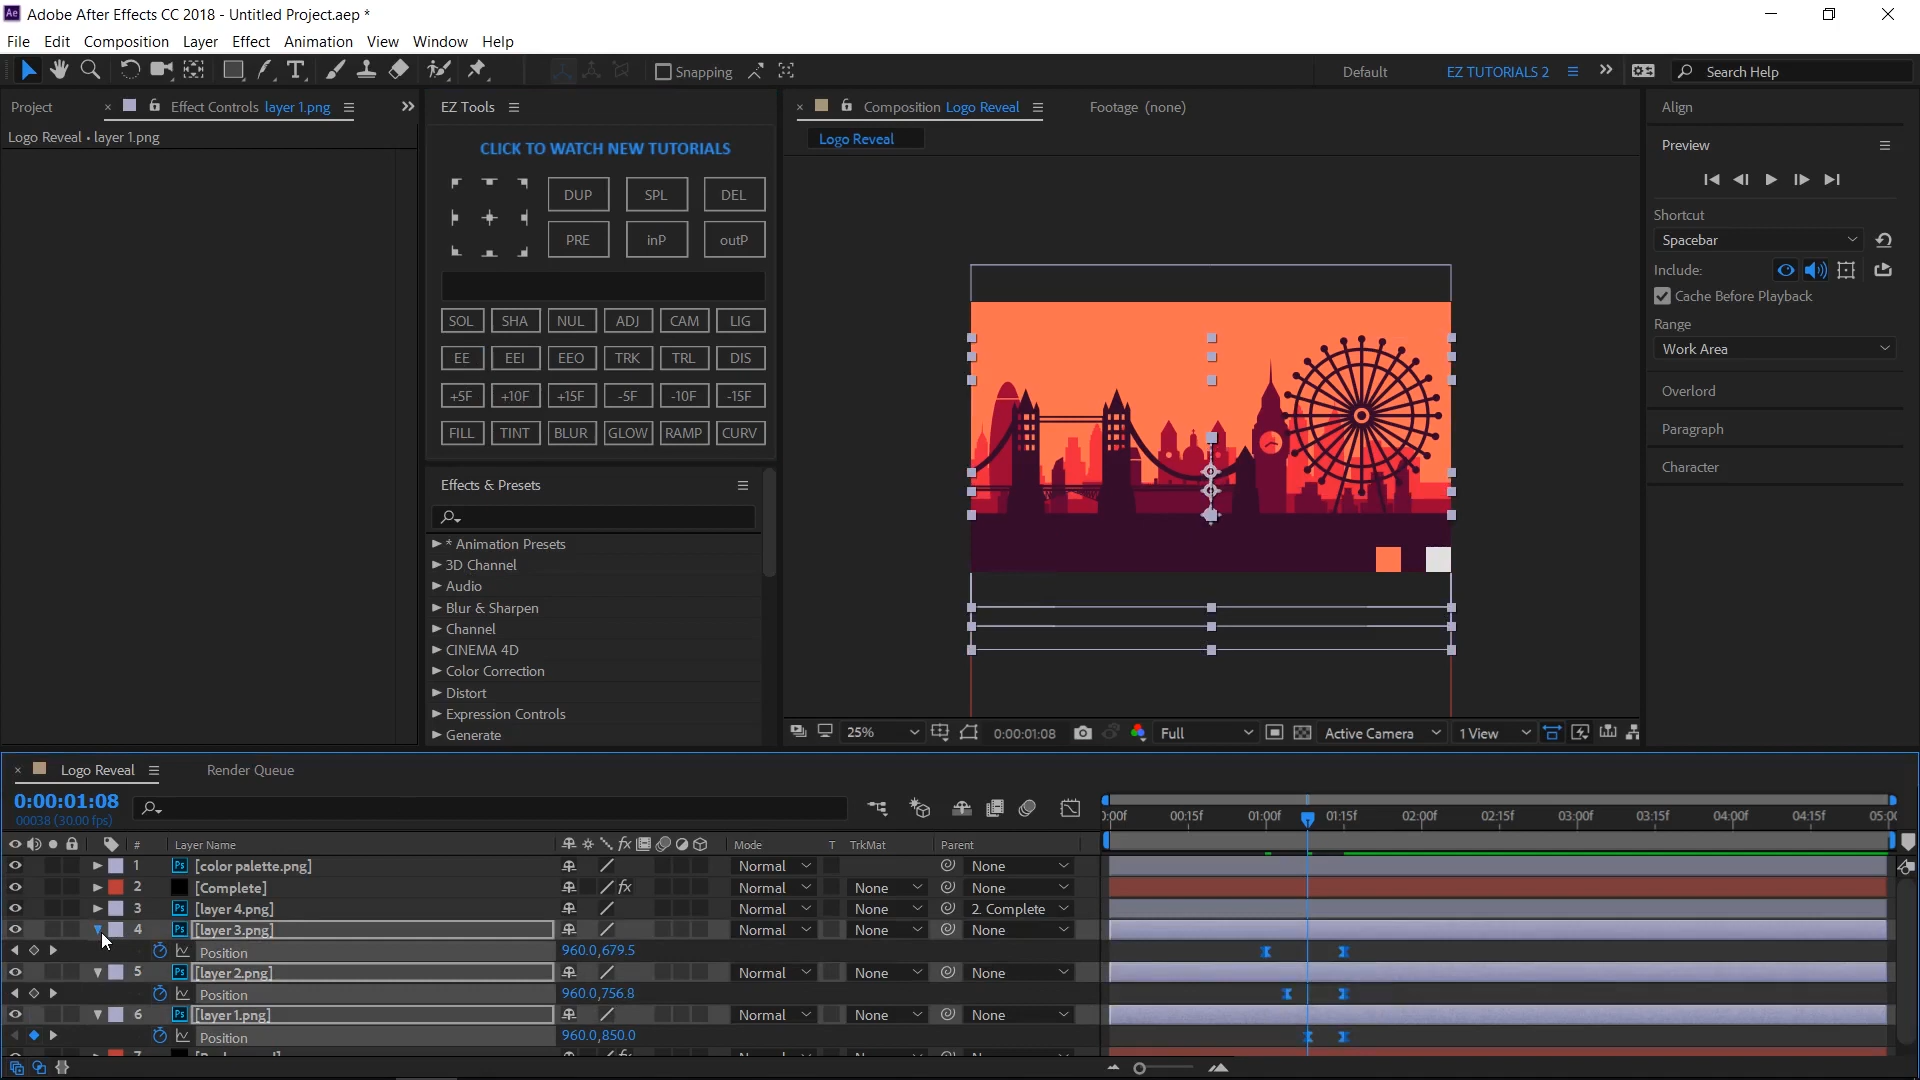 Ae Adobe After Effects CC 2018 - Untitled Project.aep *
File Edit Composition Layer Effect Animation View Window Help
Snapping Default EZ TUTORIALS 2 Search Help
Project Effect Controls layer 1.png
Logo Reveal • layer 1.png
EZ Tools
CLICK TO WATCH NEW TUTORIALS
DUP SPL DEL
PRE inP outP
SOL SHA NUL ADJ CAM LIG
EE EEI EEO TRK TRL DIS
+5F +10F +15F -5F -10F -15F
FILL TINT BLUR GLOW RAMP CURV
Effects & Presets
* Animation Presets
3D Channel
Audio
Blur & Sharpen
Channel
CINEMA 4D
Color Correction
Distort
Expression Controls
Generate
Composition Logo Reveal Footage (none)
Logo Reveal
25% 0:00:01:08 Full Active Camera 1 View
Align
Preview
Shortcut
Spacebar
Include:
Cache Before Playback
Range
Work Area
Overlord
Paragraph
Character
Logo Reveal Render Queue
0:00:01:08
00038 (30.00 fps)
# Layer Name fx Mode T TrkMat Parent
1 Ps [color palette.png] Normal None
2 [Complete] fx Normal None None
3 Ps [layer 4.png] Normal None 2. Complete
4 Ps [layer 3.png] Normal None None
Position 960.0,679.5
5 Ps [layer 2.png] Normal None None
Position 960.0,756.8
6 Ps [layer 1.png] Normal None None
Position 960.0,850.0
00:15f 01:00f 01:15f 02:00f 02:15f 03:00f 03:15f 04:00f 04:15f